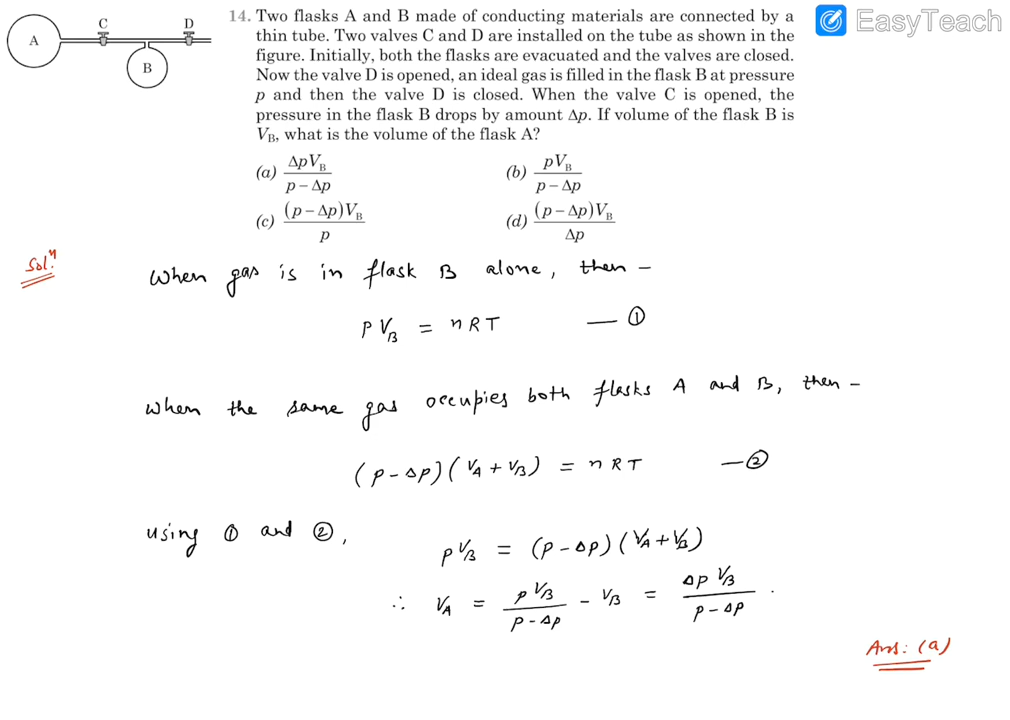 C
D
A
B
14. Two flasks A and B made of conducting materials are connected by a
thin tube. Two valves C and D are installed on the tube as shown in the
figure. Initially, both the flasks are evacuated and the valves are closed.
Now the valve D is opened, an ideal gas is filled in the flask B at pressure
p and then the valve D is closed. When the valve C is opened, the
pressure in the flask B drops by amount Δp. If volume of the flask B is
V_B, what is the volume of the flask A?
EasyTeach
(a) ΔpV_B / p − Δp
(b) pV_B / p − Δp
(c) (p − Δp)V_B / p
(d) (p − Δp)V_B / Δp
Solⁿ.
When gas is in flask B alone, then —
P V_B = nRT — ①
When the same gas occupies both flasks A and B, then —
(P − ΔP)(V_A + V_B) = nRT — ②
using ① and ②,
P V_B = (P − ΔP)(V_A + V_B)
∴ V_A = P V_B / P − ΔP − V_B = ΔP V_B / P − ΔP .
Ans: (a)